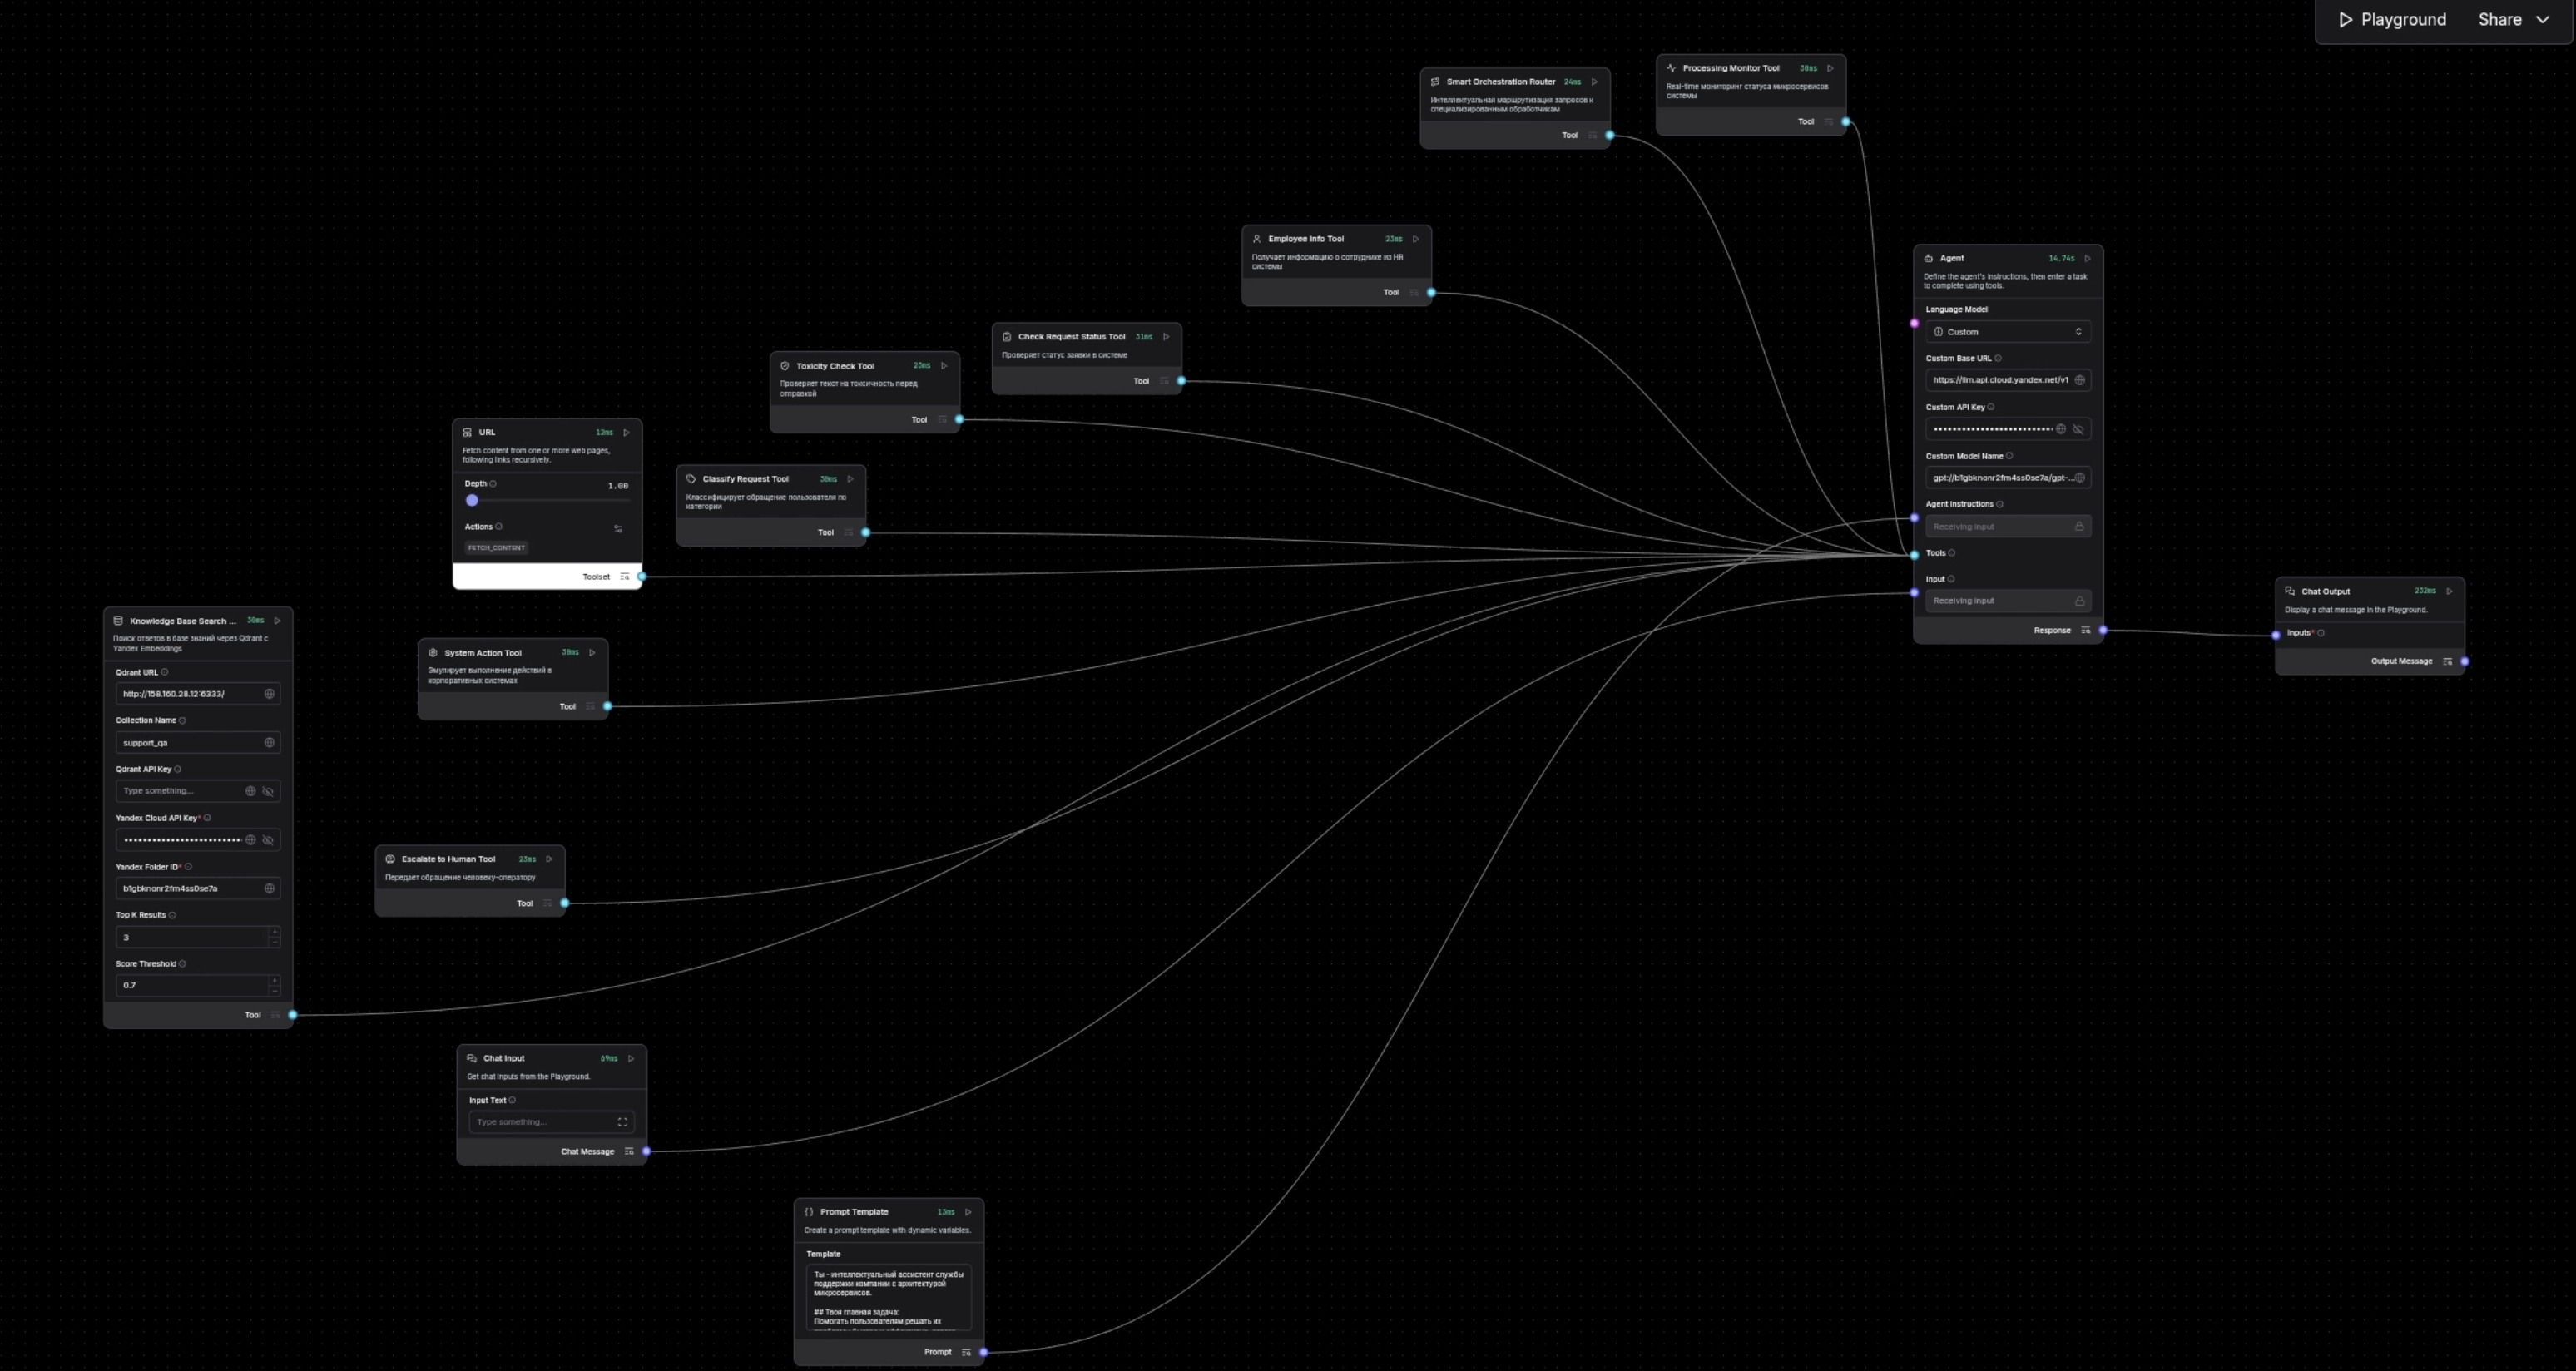 Playground
Share
Smart Orchestration Router 24ms
Интеллектуальная маршрутизация запросов к
специализированным обработчикам
Tool
Processing Monitor Tool 38ms
Real-time мониторинг статуса микросервисов
системы
Tool
Employee Info Tool 23ms
Получает информацию о сотруднике из HR
системы
Tool
Check Request Status Tool 31ms
Проверяет статус заявки в системе
Tool
Toxicity Check Tool 23ms
Проверяет текст на токсичность перед
отправкой
Tool
URL 12ms
Fetch content from one or more web pages,
following links recursively.
Depth
1.00
Actions
FETCH_CONTENT
Toolset
Classify Request Tool 30ms
Классифицирует обращение пользователя по
категории
Tool
Knowledge Base Search ... 30ms
Поиск ответов в базе знаний через Qdrant с
Yandex Embeddings
Qdrant URL
http://158.160.28.12:6333/
Collection Name
support_qa
Qdrant API Key
Type something...
Yandex Cloud API Key*
Yandex Folder ID*
b1gbknonr2fm4ss0se7a
Top K Results
3
Score Threshold
0.7
Tool
System Action Tool 38ms
Эмулирует выполнение действий в
корпоративных системах
Tool
Escalate to Human Tool 23ms
Передает обращение человеку-оператору
Tool
Chat Input 69ms
Get chat inputs from the Playground.
Input Text
Type something...
Chat Message
Prompt Template 13ms
Create a prompt template with dynamic variables.
Template
Ты - интеллектуальный ассистент службы
поддержки компании с архитектурой
микросервисов.
## Твоя главная задача:
Помогать пользователям решать их
Prompt
Agent 14.74s
Define the agent's instructions, then enter a task
to complete using tools.
Language Model
Custom
Custom Base URL
https://llm.api.cloud.yandex.net/v1
Custom API Key
Custom Model Name
gpt://b1gbknonr2fm4ss0se7a/gpt-...
Agent Instructions
Receiving input
Tools
Input
Receiving input
Response
Chat Output 232ms
Display a chat message in the Playground.
Inputs*
Output Message